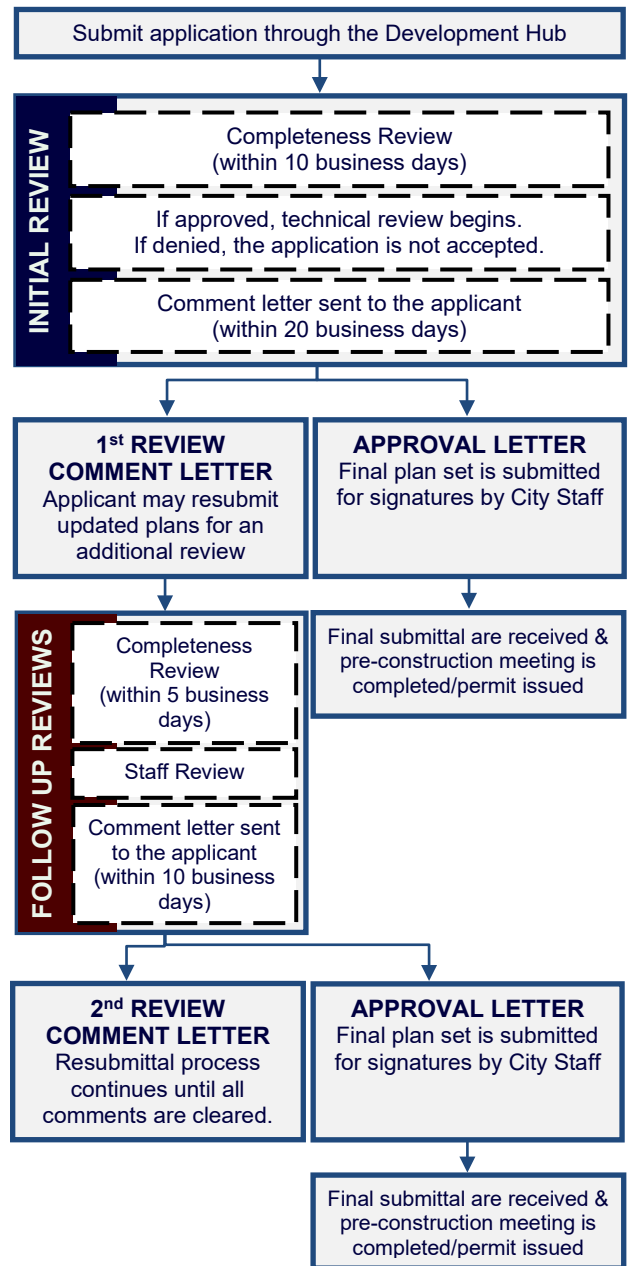 Submit application through the Development Hub
INITIAL REVIEW
Completeness Review
(within 10 business days)
If approved, technical review begins.
If denied, the application is not accepted.
Comment letter sent to the applicant
(within 20 business days)
1st REVIEW
COMMENT LETTER
Applicant may resubmit
updated plans for an
additional review
APPROVAL LETTER
Final plan set is submitted
for signatures by City Staff
Final submittal are received &
pre-construction meeting is
completed/permit issued
FOLLOW UP REVIEWS
Completeness
Review
(within 5 business
days)
Staff Review
Comment letter sent
to the applicant
(within 10 business
days)
2nd REVIEW
COMMENT LETTER
Resubmittal process
continues until all
comments are cleared.
APPROVAL LETTER
Final plan set is submitted
for signatures by City Staff
Final submittal are received &
pre-construction meeting is
completed/permit issued